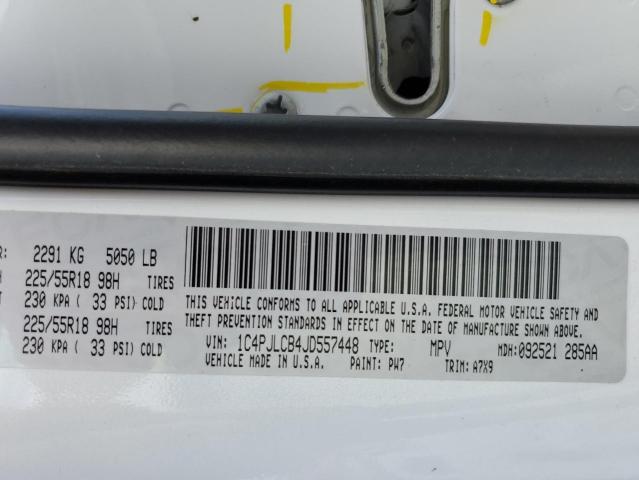 R: 2291 KG 5050 LB
225/55R18 98H TIRES
230 KPA ( 33 PSI) COLD
225/55R18 98H TIRES
230 KPA ( 33 PSI) COLD
THIS VEHICLE CONFORMS TO ALL APPLICABLE U.S.A. FEDERAL MOTOR VEHICLE SAFETY AND
THEFT PREVENTION STANDARDS IN EFFECT ON THE DATE OF MANUFACTURE SHOWN ABOVE.
VIN: 1C4PJLCB4JD557448 TYPE: MPV MDH:092521 285AA
VEHICLE MADE IN U.S.A. PAINT: PW7 TRIM: A7X9